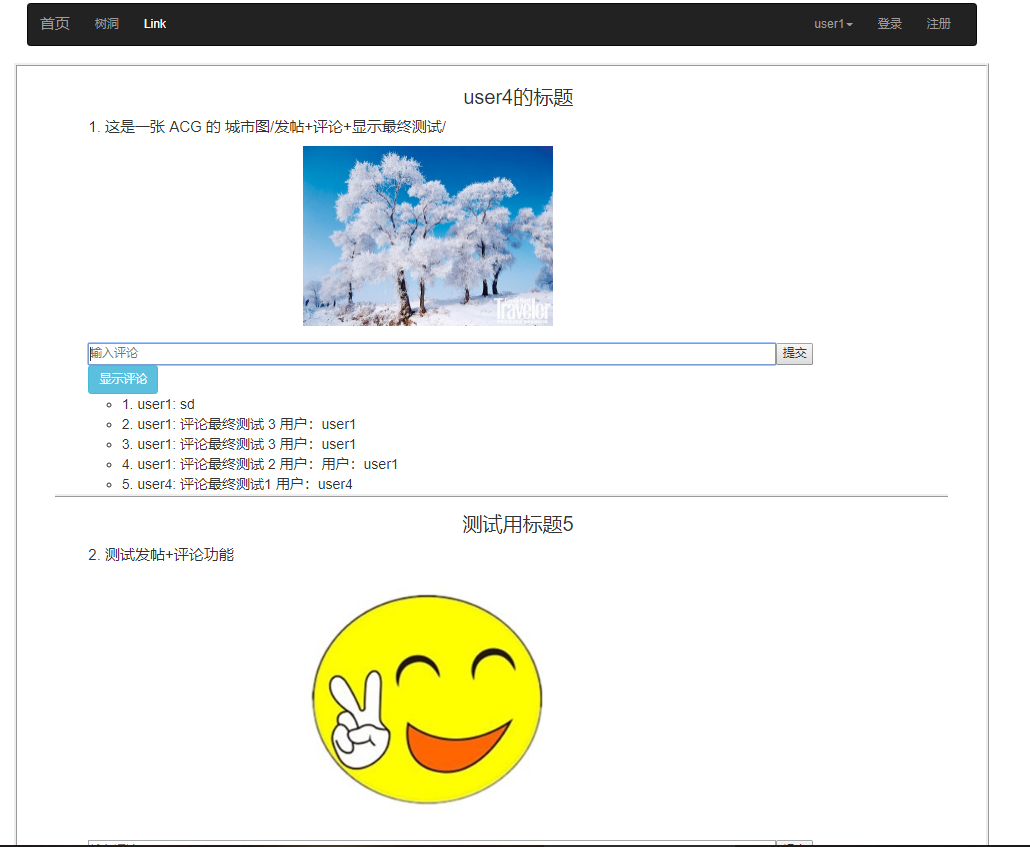 首页 树洞 Link user1 登录 注册
user4的标题
1. 这是一张 ACG 的 城市图/发帖+评论+显示最终测试/
Traveler
输入评论 提交
显示评论
1. user1: sd
2. user1: 评论最终测试 3 用户：user1
3. user1: 评论最终测试 3 用户：user1
4. user1: 评论最终测试 2 用户：用户：user1
5. user4: 评论最终测试1 用户：user4
测试用标题5
2. 测试发帖+评论功能